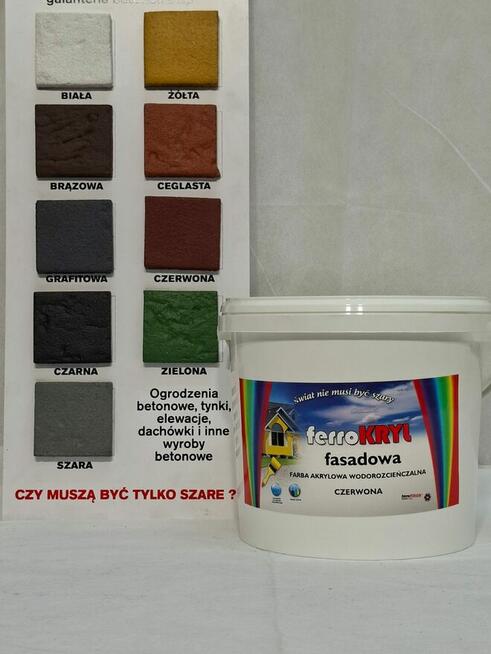 BIAŁA
ŻÓŁTA
BRĄZOWA
CEGLASTA
GRAFITOWA
CZERWONA
CZARNA
ZIELONA
SZARA
Ogrodzenia
betonowe, tynki,
elewacje,
dachówki i inne
wyroby
betonowe
CZY MUSZĄ BYĆ TYLKO SZARE ?
Świat nie musi być szary
ferroKRYL
fasadowa
FARBA AKRYLOWA WODOROZCIEŃCZALNA
CZERWONA